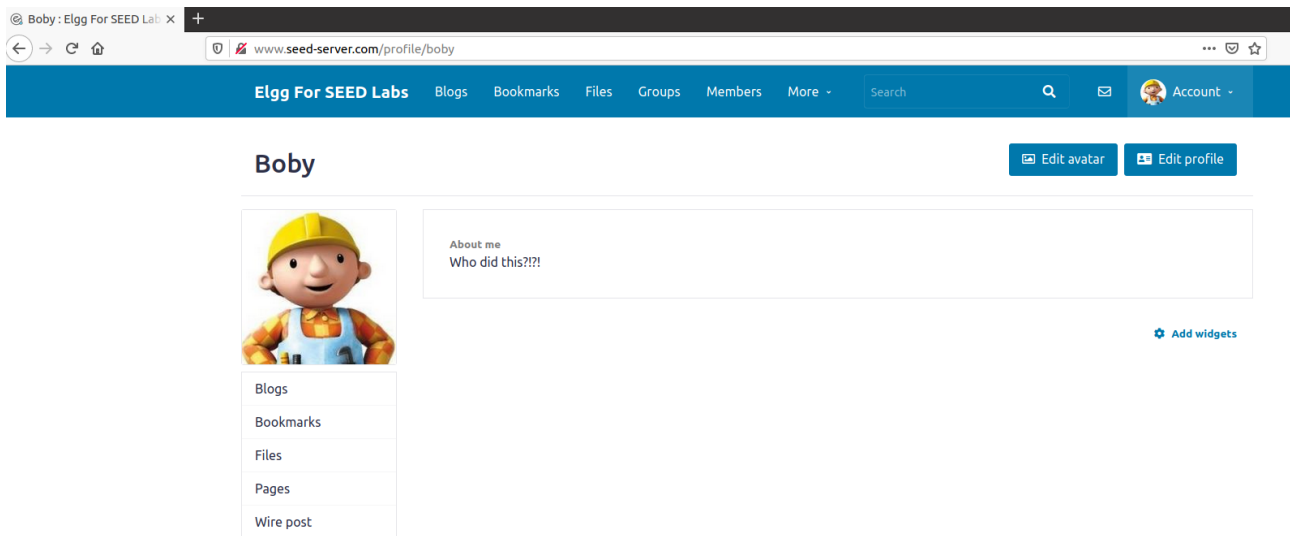 Boby : Elgg For SEED Lab
www.seed-server.com/profile/boby
Elgg For SEED Labs Blogs Bookmarks Files Groups Members More Search Account
Boby
Edit avatar Edit profile
About me
Who did this?!?!
Add widgets
Blogs
Bookmarks
Files
Pages
Wire post